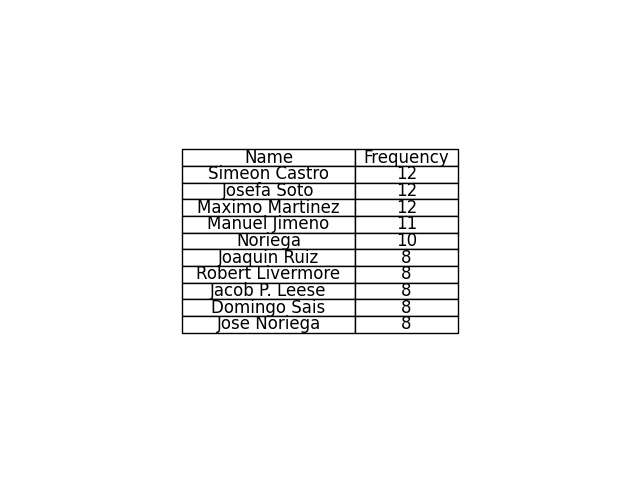 Name Frequency
Simeon Castro 12
Josefa Soto 12
Maximo Martinez 12
Manuel Jimeno 11
Noriega 10
Joaquin Ruiz 8
Robert Livermore 8
Jacob P. Leese 8
Domingo Sais 8
Jose Noriega 8